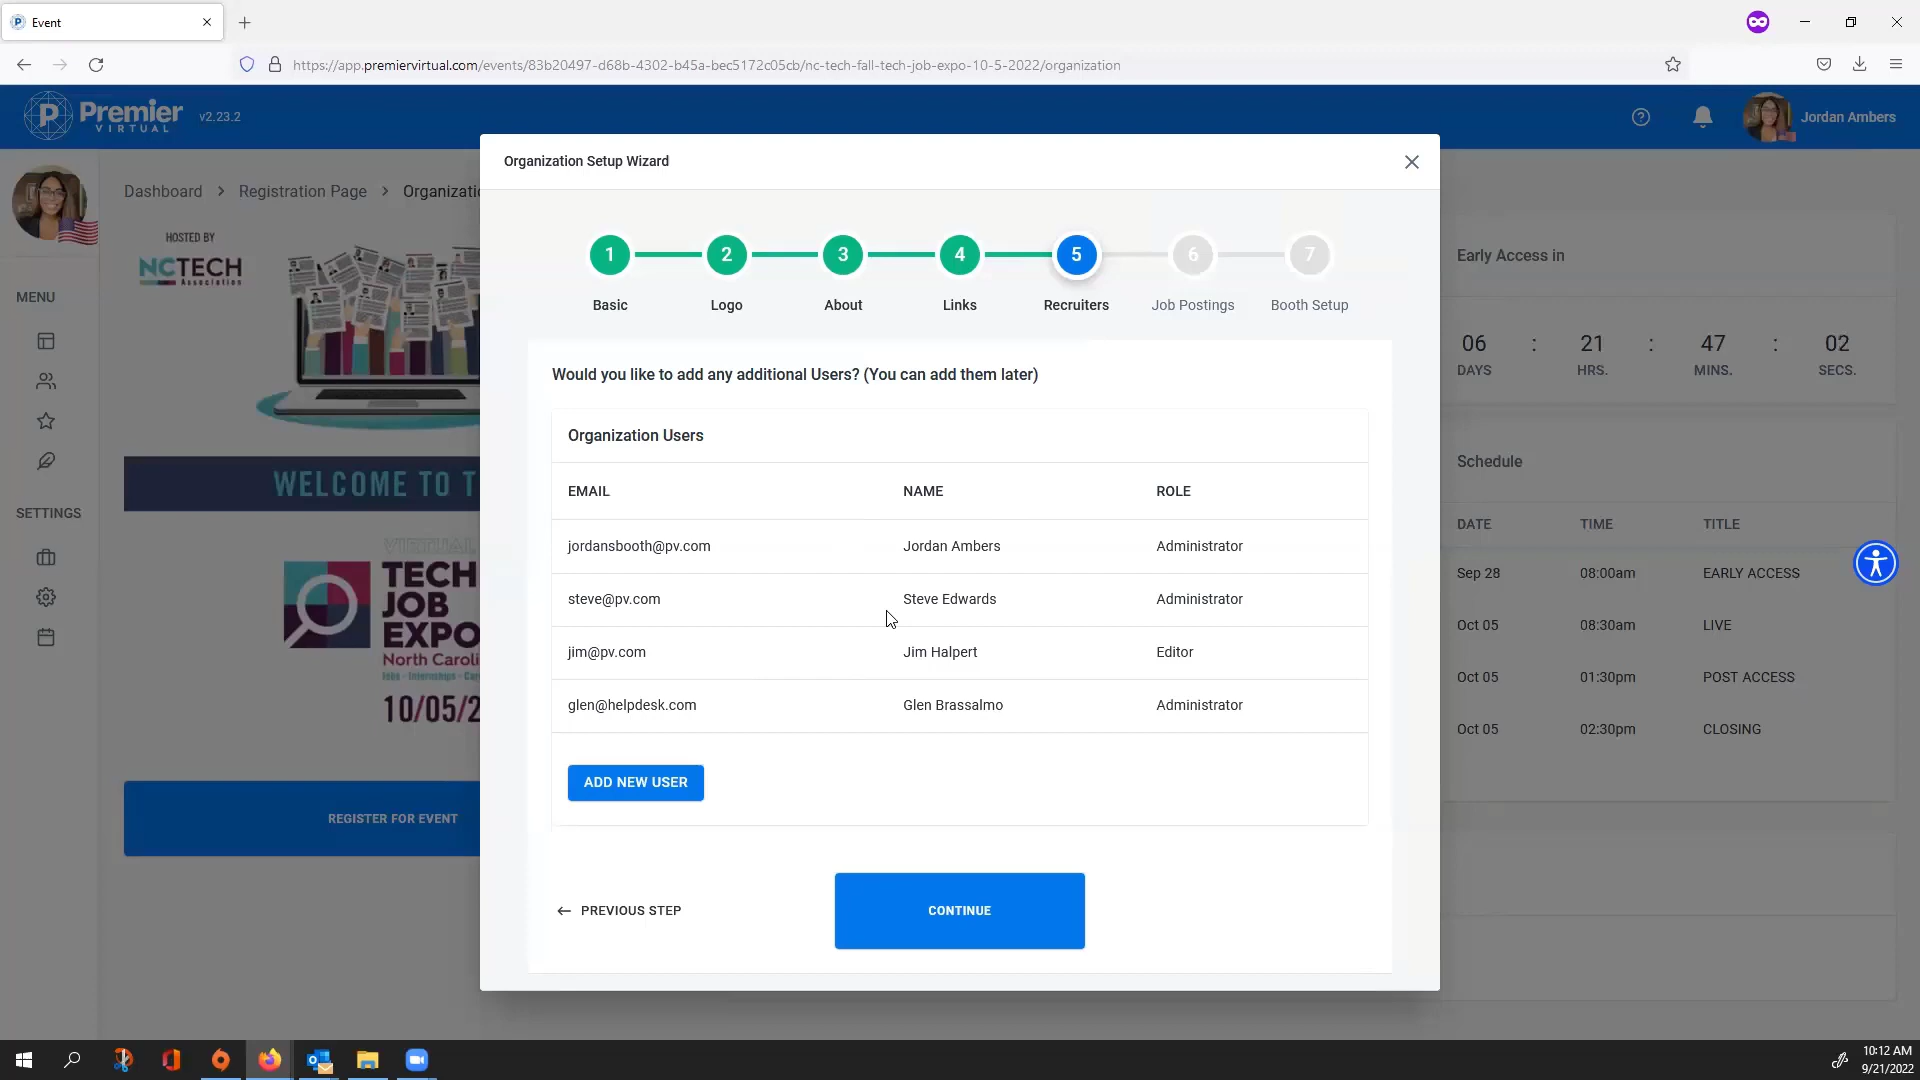 Event
https://app.premiervirtual.com/events/83b20497-d68b-4302-b45a-bec5172c05cb/nc-tech-fall-tech-job-expo-10-5-2022/organization
P Premier
VIRTUAL
v2.23.2
Jordan Ambers
Dashboard > Registration Page > Organizatio
MENU
SETTINGS
HOSTED BY
NCTECH
Association
WELCOME TO T
VIRTUAL
TECH
JOB
EXPO
North Caroli
Jobs - Internships - Car
10/05/2
REGISTER FOR EVENT
Organization Setup Wizard
1 2 3 4 5 6 7
Basic Logo About Links Recruiters Job Postings Booth Setup
Would you like to add any additional Users? (You can add them later)
Organization Users
EMAIL NAME ROLE
jordansbooth@pv.com Jordan Ambers Administrator
steve@pv.com Steve Edwards Administrator
jim@pv.com Jim Halpert Editor
glen@helpdesk.com Glen Brassalmo Administrator
ADD NEW USER
← PREVIOUS STEP
CONTINUE
Early Access in
06 : 21 : 47 : 02
DAYS HRS. MINS. SECS.
Schedule
DATE TIME TITLE
Sep 28 08:00am EARLY ACCESS
Oct 05 08:30am LIVE
Oct 05 01:30pm POST ACCESS
Oct 05 02:30pm CLOSING
10:12 AM
9/21/2022